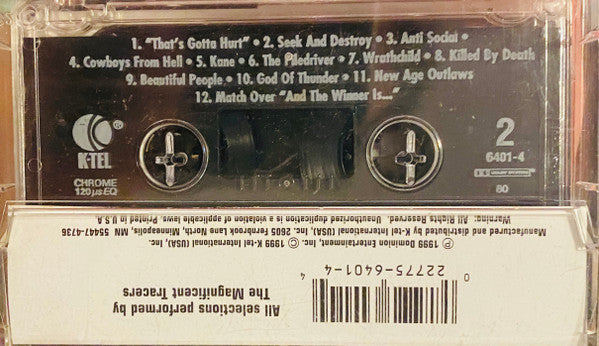 1. "That's Gotta Hurt" • 2. Seek And Destroy • 3. Anti Social •
4. Cowboys From Hell • 5. Kane • 6. The Piledriver • 7. Wrathchild • 8. Killed By Death
9. Beautiful People • 10. God Of Thunder • 11. New Age Outlaws
12. Match Over "And The Winner Is..."
K
®
K-TEL
CHROME
120 µs EQ
2
6401-4
80
All selections performed by
The Magnificent Tracers
0 22775-6401-4 4
℗ 1999 Dominion Entertainment, Inc. © 1999 K-tel International (USA), Inc.
Manufactured and distributed by K-tel International (USA), Inc. 2605 Fernbrook Lane North, Minneapolis, MN 55447-4736
Warning: All Rights Reserved. Unauthorized duplication is a violation of applicable laws. Printed in U.S.A.